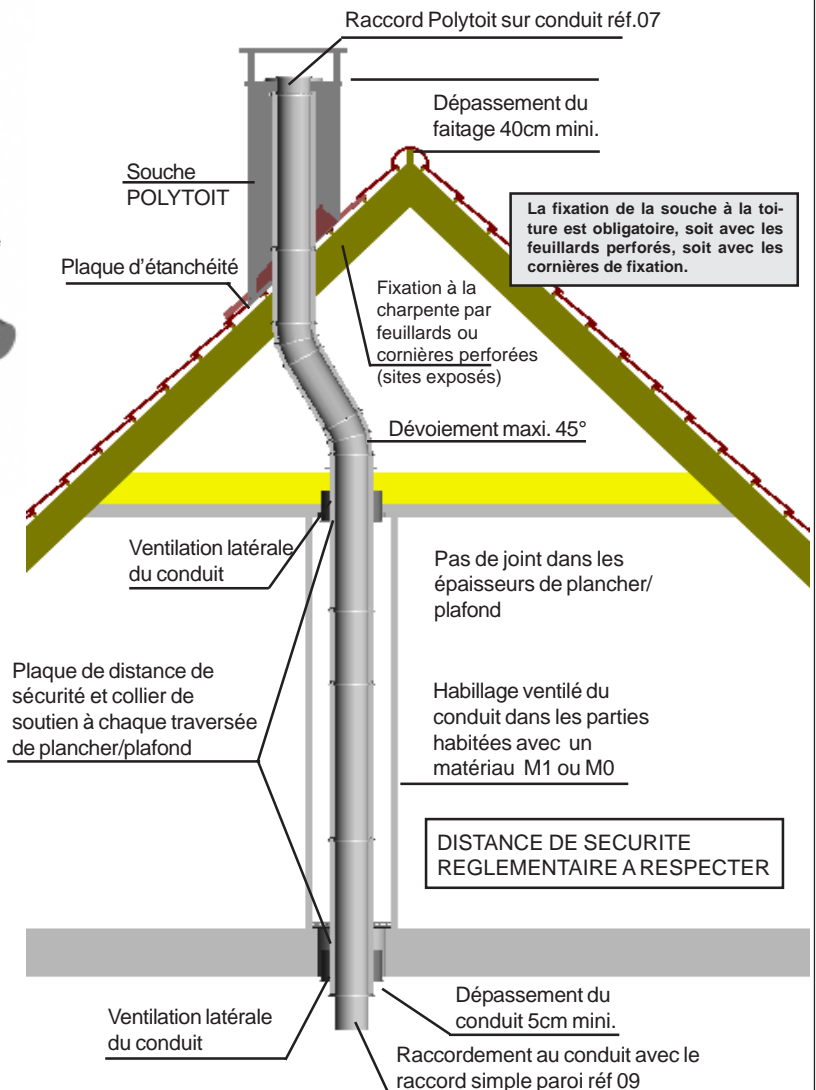 Raccord Polytoit sur conduit réf.07
Dépassement du
faitage 40cm mini.
Souche
POLYTOIT
La fixation de la souche à la toi-
ture est obligatoire, soit avec les
feuillards perforés, soit avec les
cornières de fixation.
Plaque d'étanchéité
Fixation à la
charpente par
feuillards ou
cornières perforées
(sites exposés)
Dévoiement maxi. 45°
Ventilation latérale
du conduit
Pas de joint dans les
épaisseurs de plancher/
plafond
Plaque de distance de
sécurité et collier de
soutien à chaque traversée
de plancher/plafond
Habillage ventilé du
conduit dans les parties
habitées avec un
matériau M1 ou M0
DISTANCE DE SECURITE
REGLEMENTAIRE A RESPECTER
Ventilation latérale
du conduit
Dépassement du
conduit 5cm mini.
Raccordement au conduit avec le
raccord simple paroi réf 09